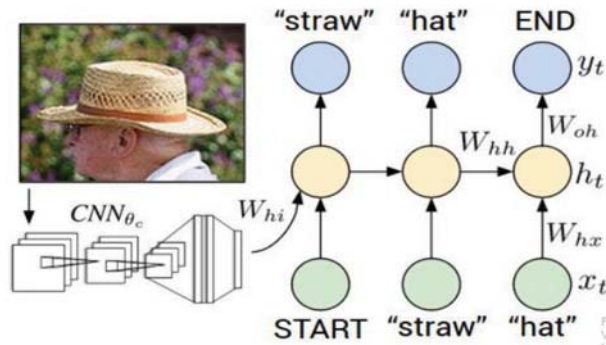 “straw” “hat” END
y_t
W_hh W_oh
h_t
CNN_θc W_hi
W_hx
x_t
START “straw” “hat”